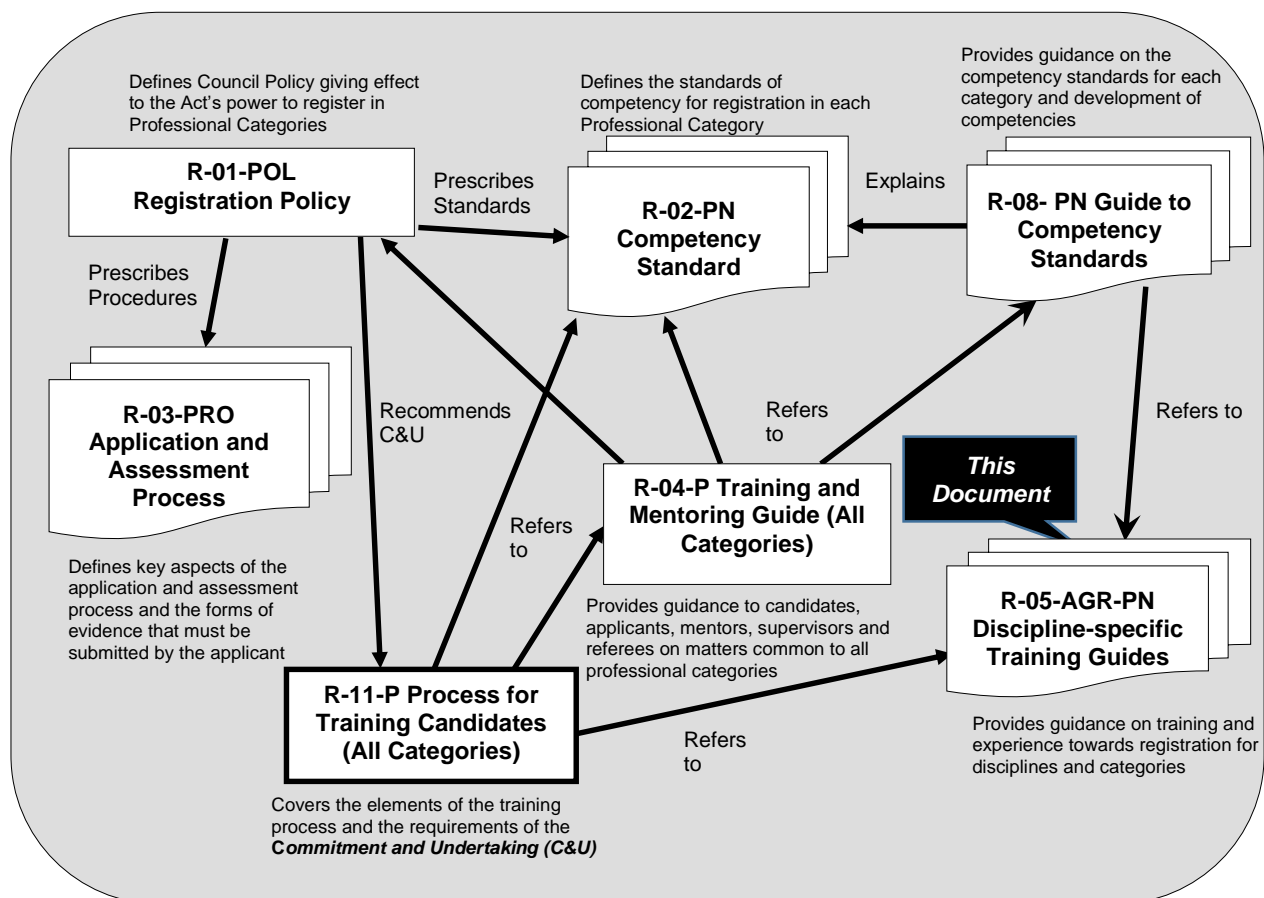 Defines Council Policy giving effect
to the Act's power to register in
Professional Categories
R-01-POL
Registration Policy
Defines the standards of
competency for registration in each
Professional Category
Provides guidance on the
competency standards for each
category and development of
competencies
Prescribes
Standards
R-02-PN
Competency
Standard
Explains
R-08- PN Guide to
Competency
Standards
Prescribes
Procedures
R-03-PRO
Application and
Assessment
Process
Recommends
C&U
Refers
to
Refers to
This
Document
R-04-P Training and
Mentoring Guide (All
Categories)
Refers
to
Defines key aspects of the
application and assessment
process and the forms of
evidence that must be
submitted by the applicant
Provides guidance to candidates,
applicants, mentors, supervisors and
referees on matters common to all
professional categories
R-05-AGR-PN
Discipline-specific
Training Guides
R-11-P Process for
Training Candidates
(All Categories)
Refers
to
Provides guidance on training and
experience towards registration for
disciplines and categories
Covers the elements of the training
process and the requirements of the
Commitment and Undertaking (C&U)